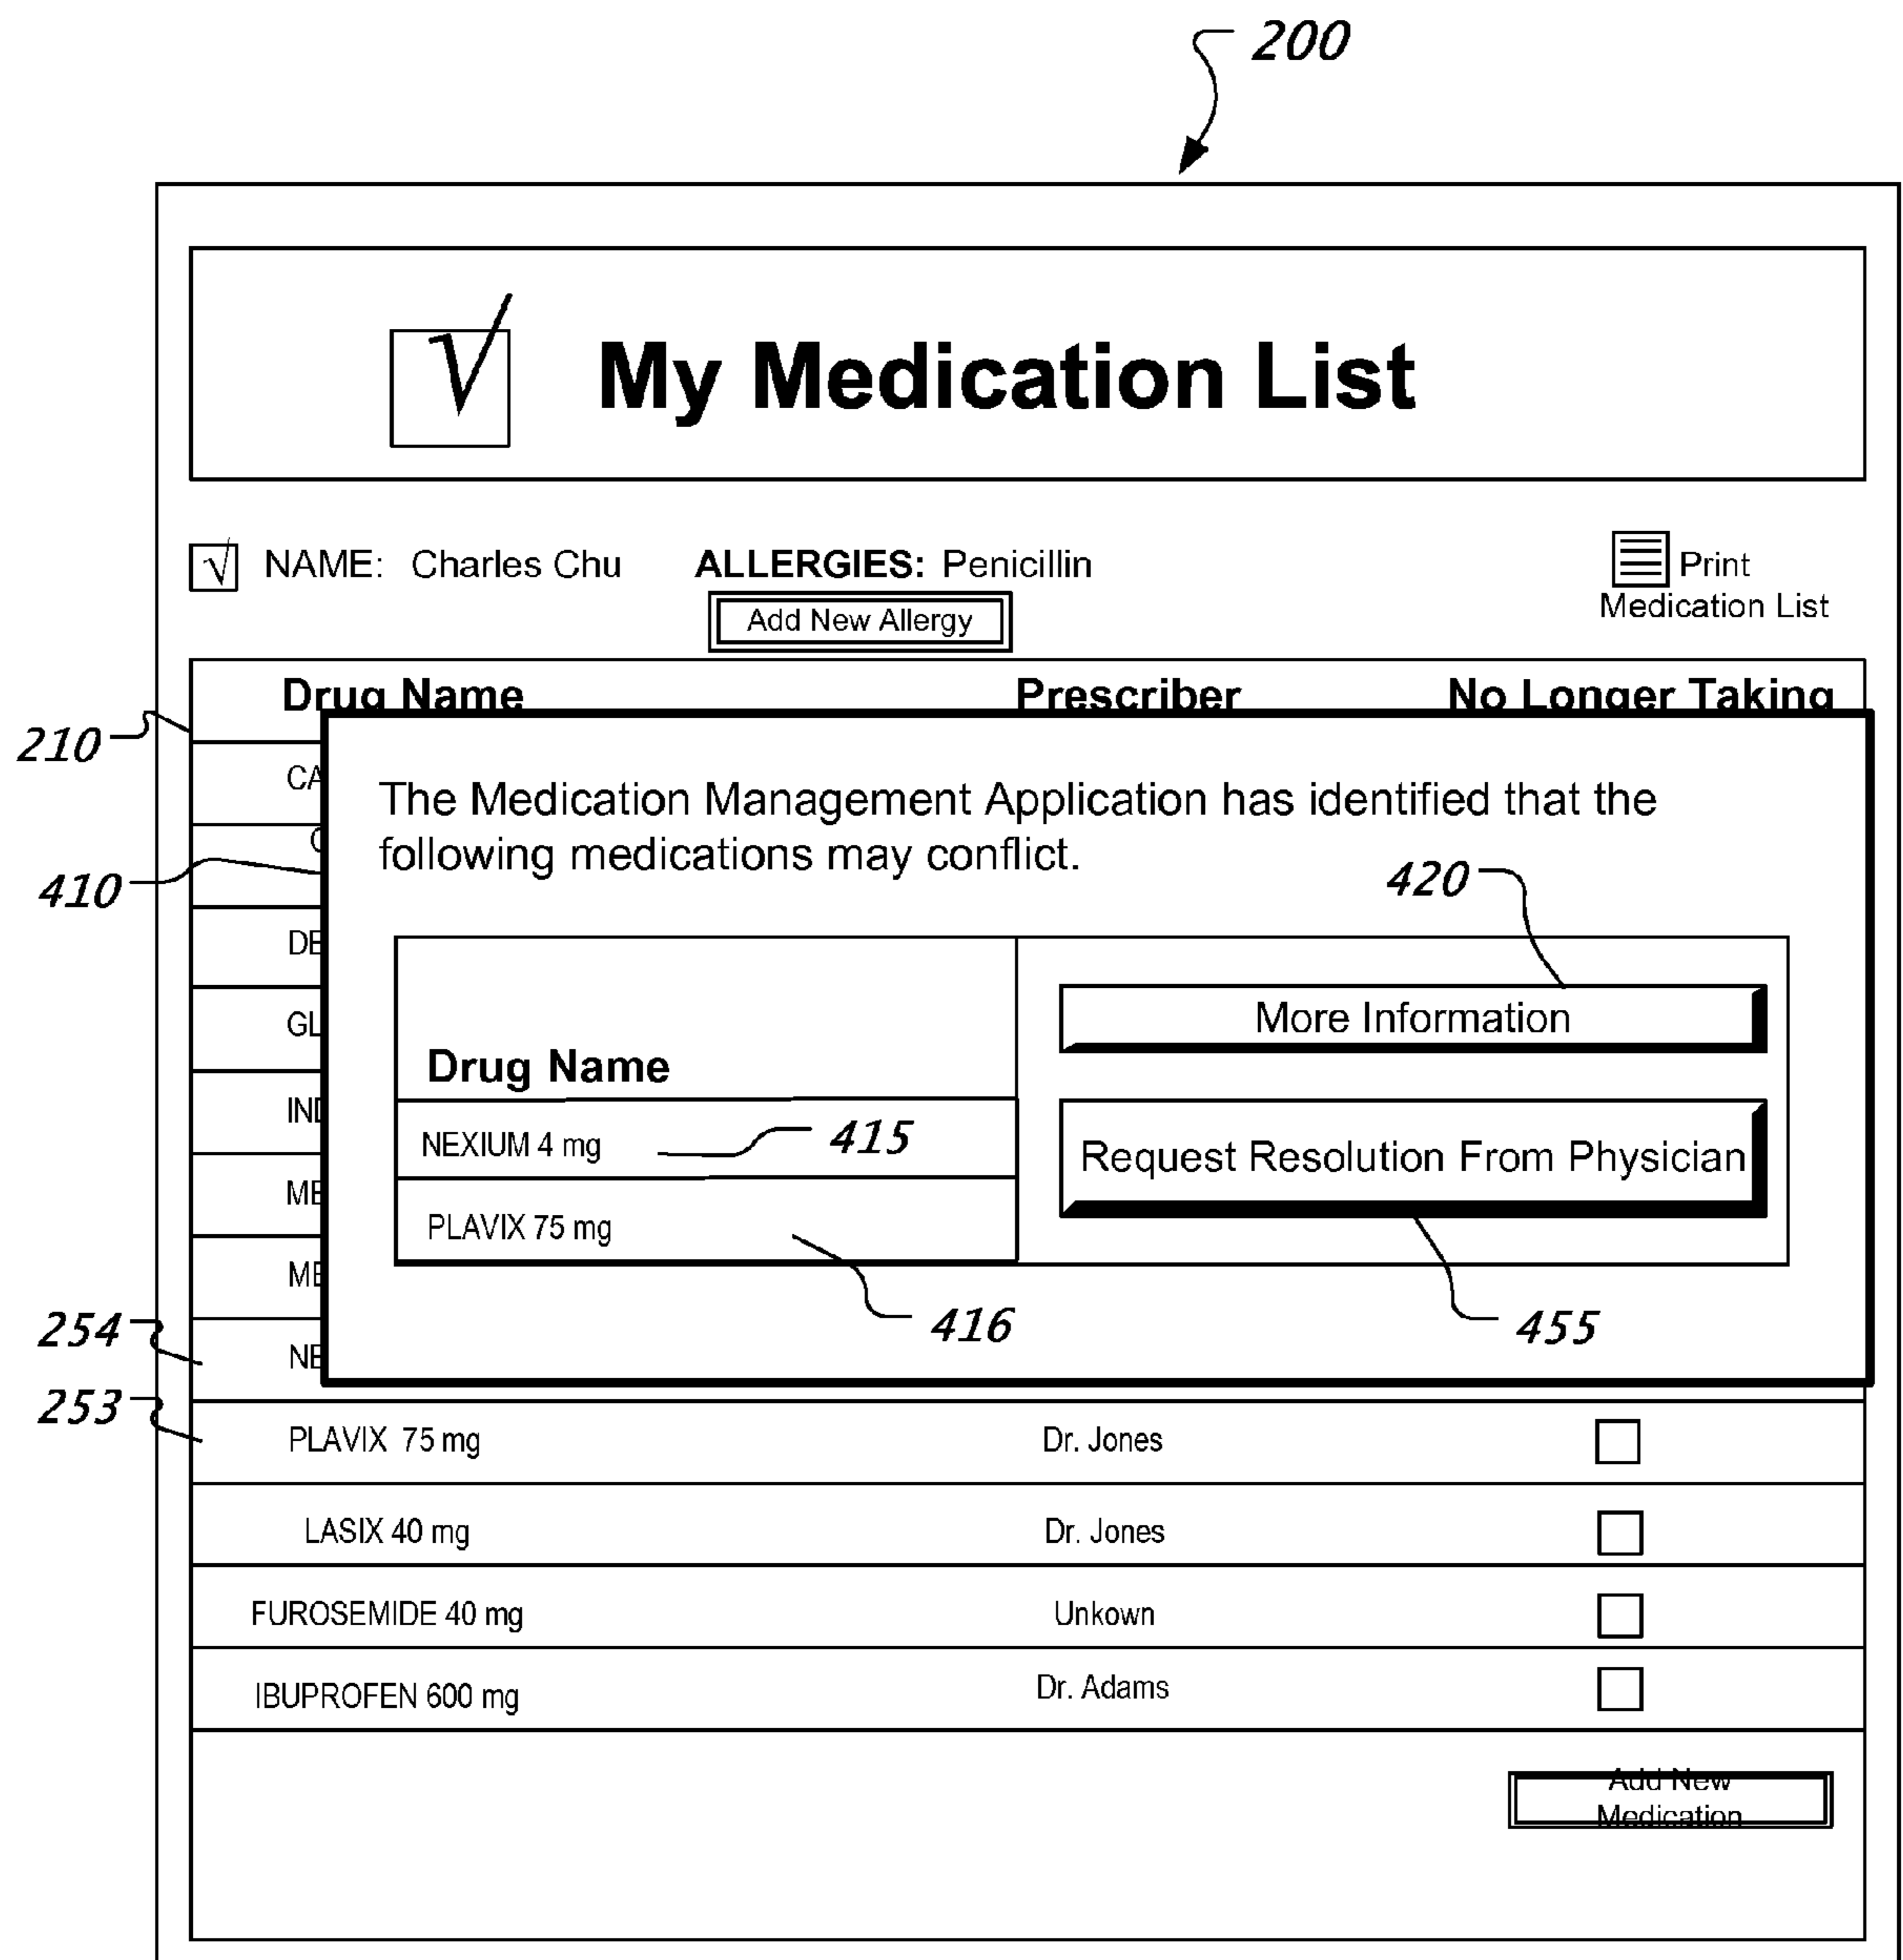 200
√ My Medication List
√ NAME: Charles Chu ALLERGIES: Penicillin
Print
Medication List
Add New Allergy
Drug Name Prescriber No Longer Taking
210
CA
The Medication Management Application has identified that the
following medications may conflict.
410
420
DE
More Information
GL
Drug Name
IND
NEXIUM 4 mg 415
Request Resolution From Physician
ME
PLAVIX 75 mg
ME
416
455
254
NE
253
PLAVIX 75 mg Dr. Jones
LASIX 40 mg Dr. Jones
FUROSEMIDE 40 mg Unkown
IBUPROFEN 600 mg Dr. Adams
Add New
Medication